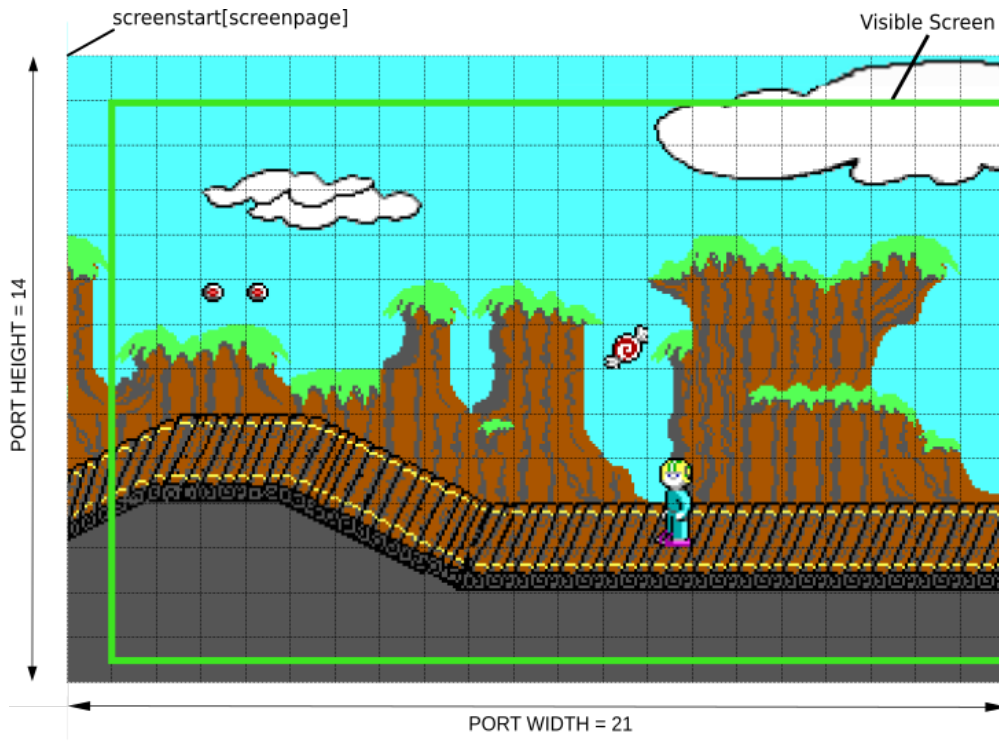 screenstart[screenpage]
Visible Screen
PORT HEIGHT = 14
PORT WIDTH = 21